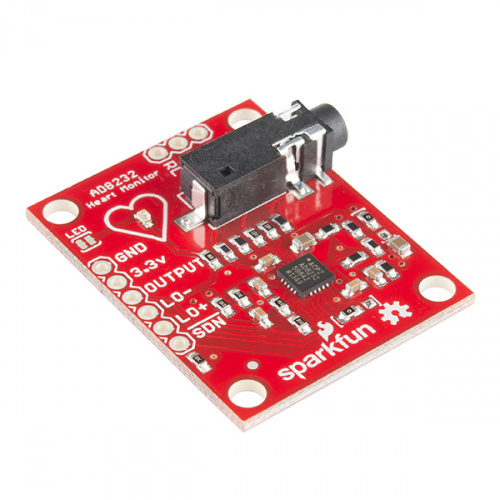 AD8232
Heart Monitor
LED
GND
3.3v
OUTPUT
LO-
LO+
SDN
sparkfun